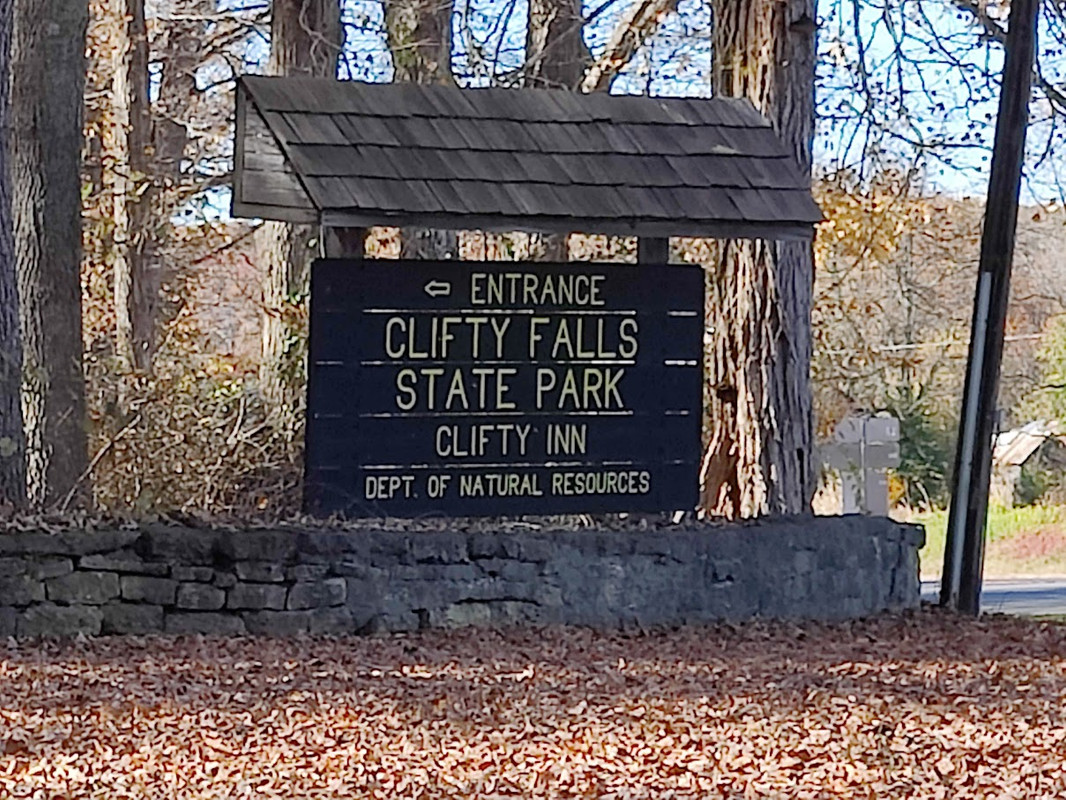 ⇦ ENTRANCE
CLIFTY FALLS
STATE PARK
CLIFTY INN
DEPT. OF NATURAL RESOURCES